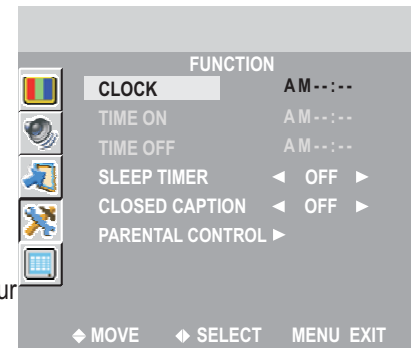 FUNCTION
CLOCK AM--:--
TIME ON AM--:--
TIME OFF AM--:--
SLEEP TIMER ◄ OFF ►
CLOSED CAPTION ◄ OFF ►
PARENTAL CONTROL ►
ur
MOVE SELECT MENU EXIT